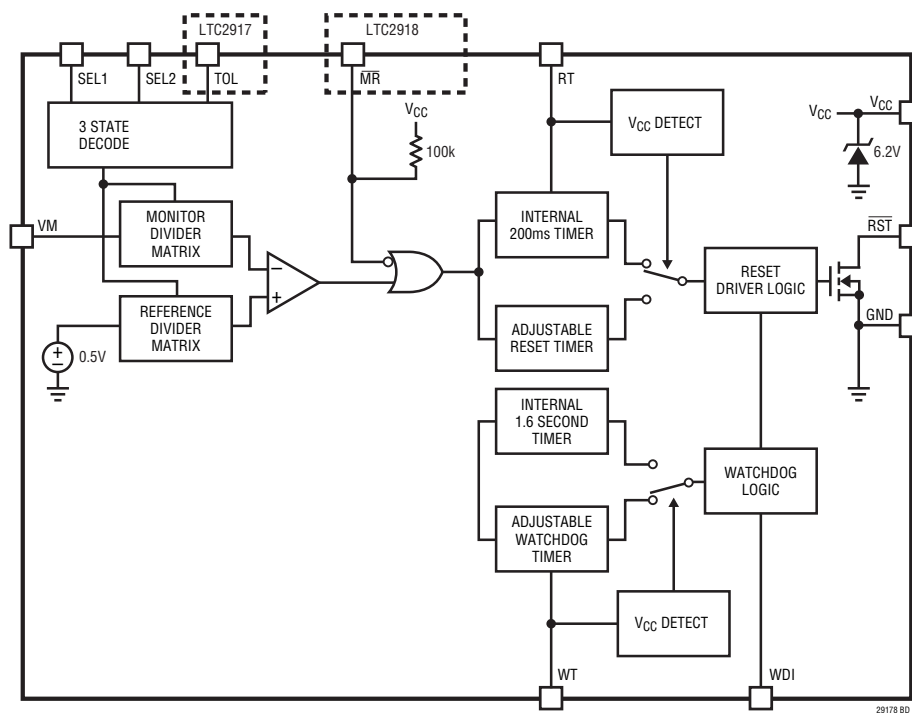 LTC2917
LTC2918
SEL1
SEL2
TOL
M̅R̅
RT
3 STATE
DECODE
VCC
100k
VCC DETECT
VCC
VCC
6.2V
VM
MONITOR
DIVIDER
MATRIX
INTERNAL
200ms TIMER
R̅S̅T̅
−
+
RESET
DRIVER LOGIC
REFERENCE
DIVIDER
MATRIX
ADJUSTABLE
RESET TIMER
GND
+
−
0.5V
INTERNAL
1.6 SECOND
TIMER
WATCHDOG
LOGIC
ADJUSTABLE
WATCHDOG
TIMER
VCC DETECT
WT
WDI
29178 BD